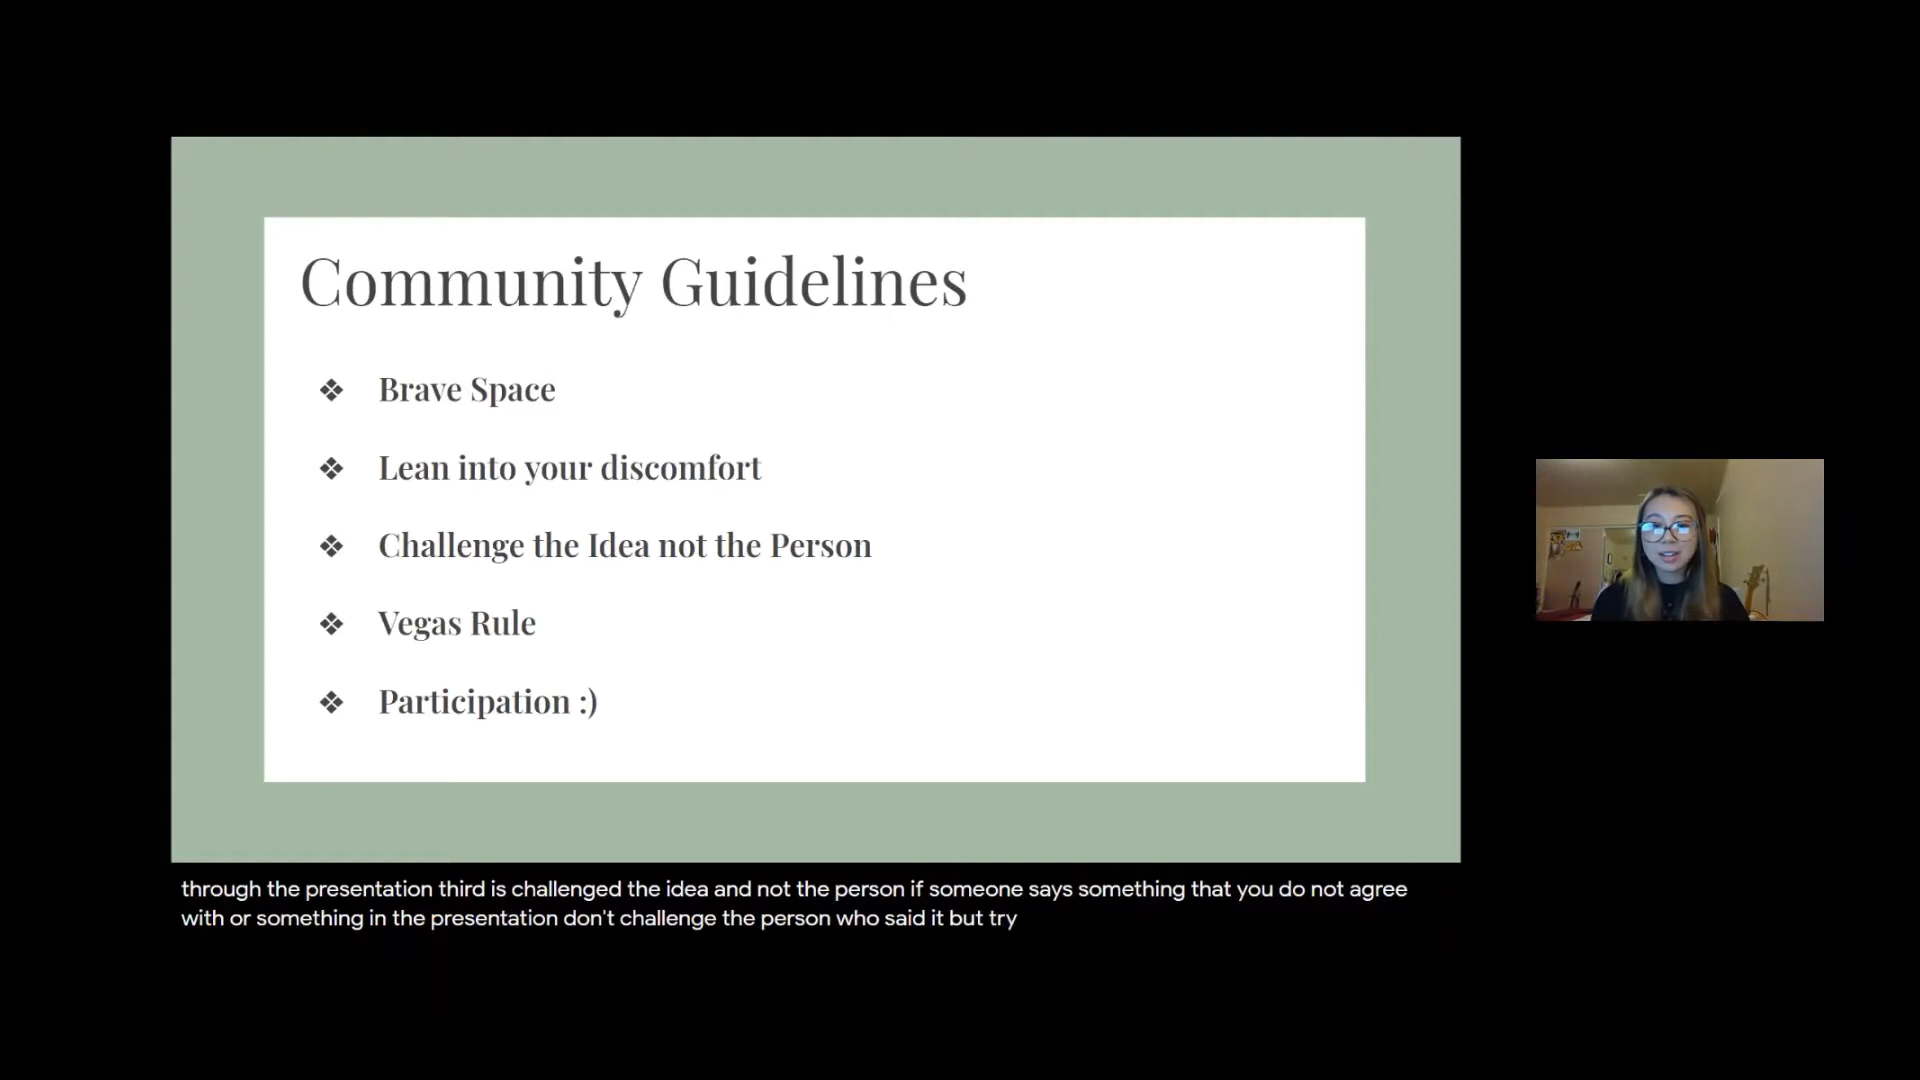 Community Guidelines
❖ Brave Space
❖ Lean into your discomfort
❖ Challenge the Idea not the Person
❖ Vegas Rule
❖ Participation :)
through the presentation third is challenged the idea and not the person if someone says something that you do not agree
with or something in the presentation don't challenge the person who said it but try